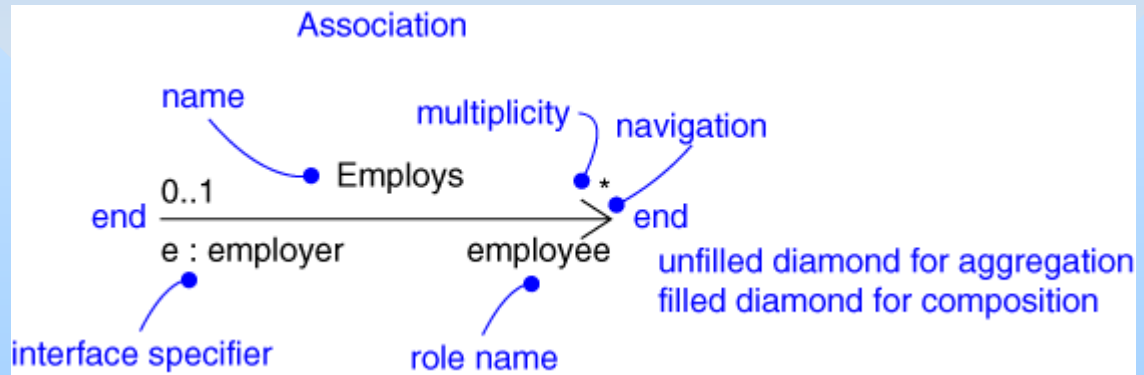 Association
name
multiplicity
navigation
Employs
0..1
*
end
end
e : employer
employee
unfilled diamond for aggregation
filled diamond for composition
interface specifier
role name